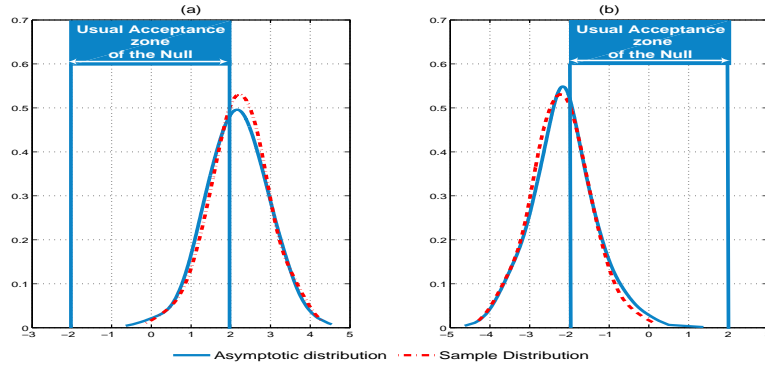 (a)
0.7
0.6
0.5
0.4
0.3
0.2
0.1
0
−3 −2 −1 0 1 2 3 4 5
Usual Acceptance
zone
of the Null
(b)
0.7
0.6
0.5
0.4
0.3
0.2
0.1
0
−5 −4 −3 −2 −1 0 1 2 3
Usual Acceptance
zone
of the Null
Asymptotic distribution Sample Distribution